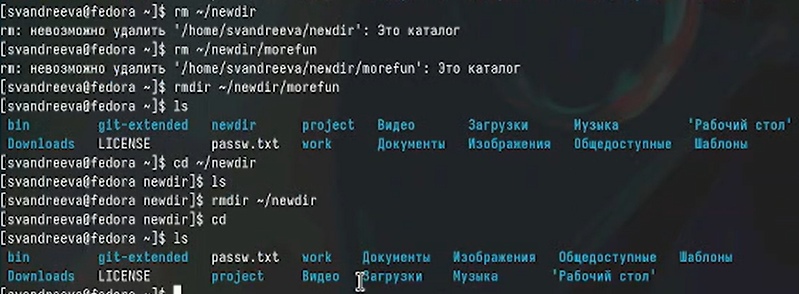 [svandreeva@fedora ~]$ rm ~/newdir
rm: невозможно удалить '/home/svandreeva/newdir': Это каталог
[svandreeva@fedora ~]$ rm ~/newdir/morefun
rm: невозможно удалить '/home/svandreeva/newdir/morefun': Это каталог
[svandreeva@fedora ~]$ rmdir ~/newdir/morefun
[svandreeva@fedora ~]$ ls
bin git-extended newdir project Видео Загрузки Музыка 'Рабочий стол'
Downloads LICENSE passw.txt work Документы Изображения Общедоступные Шаблоны
[svandreeva@fedora ~]$ cd ~/newdir
[svandreeva@fedora newdir]$ ls
[svandreeva@fedora newdir]$ rmdir ~/newdir
[svandreeva@fedora newdir]$ cd
[svandreeva@fedora ~]$ ls
bin git-extended passw.txt work Документы Изображения Общедоступные Шаблоны
Downloads LICENSE project Видео Загрузки Музыка 'Рабочий стол'
[svandreeva@fedora ~]$